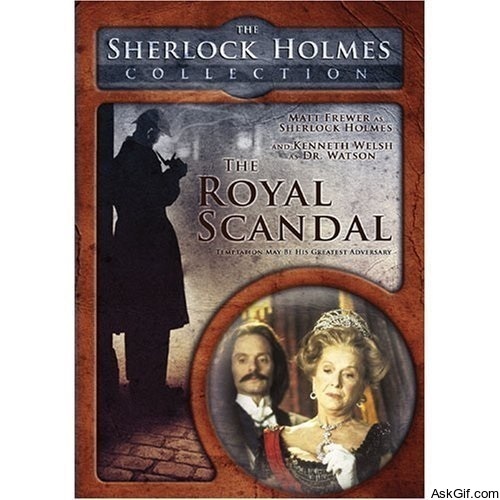 THE
SHERLOCK HOLMES
COLLECTION
MATT FREWER AS
SHERLOCK HOLMES
AND KENNETH WELSH
AS DR. WATSON
THE
ROYAL
SCANDAL
TEMPTATION MAY BE HIS GREATEST ADVERSARY
AskGif.com